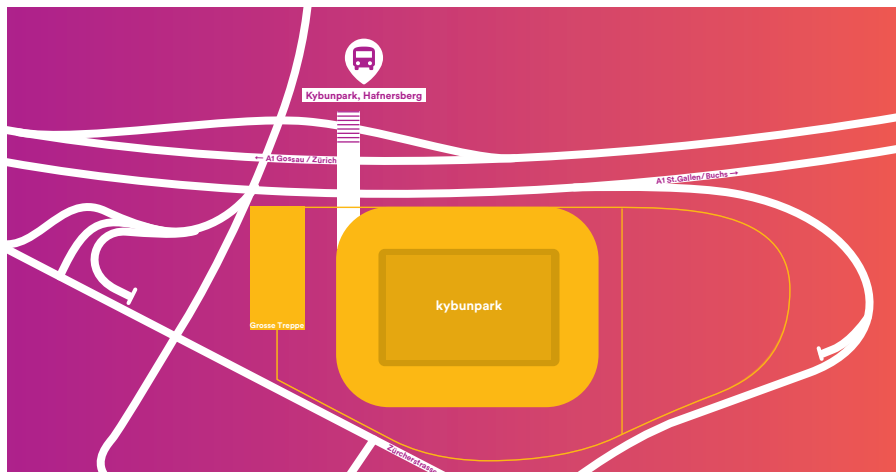 Kybunpark, Hafnersberg
← A1 Gossau / Zürich
A1 St.Gallen/Buchs →
kybunpark
Grosse Treppe
Zürcherstrasse